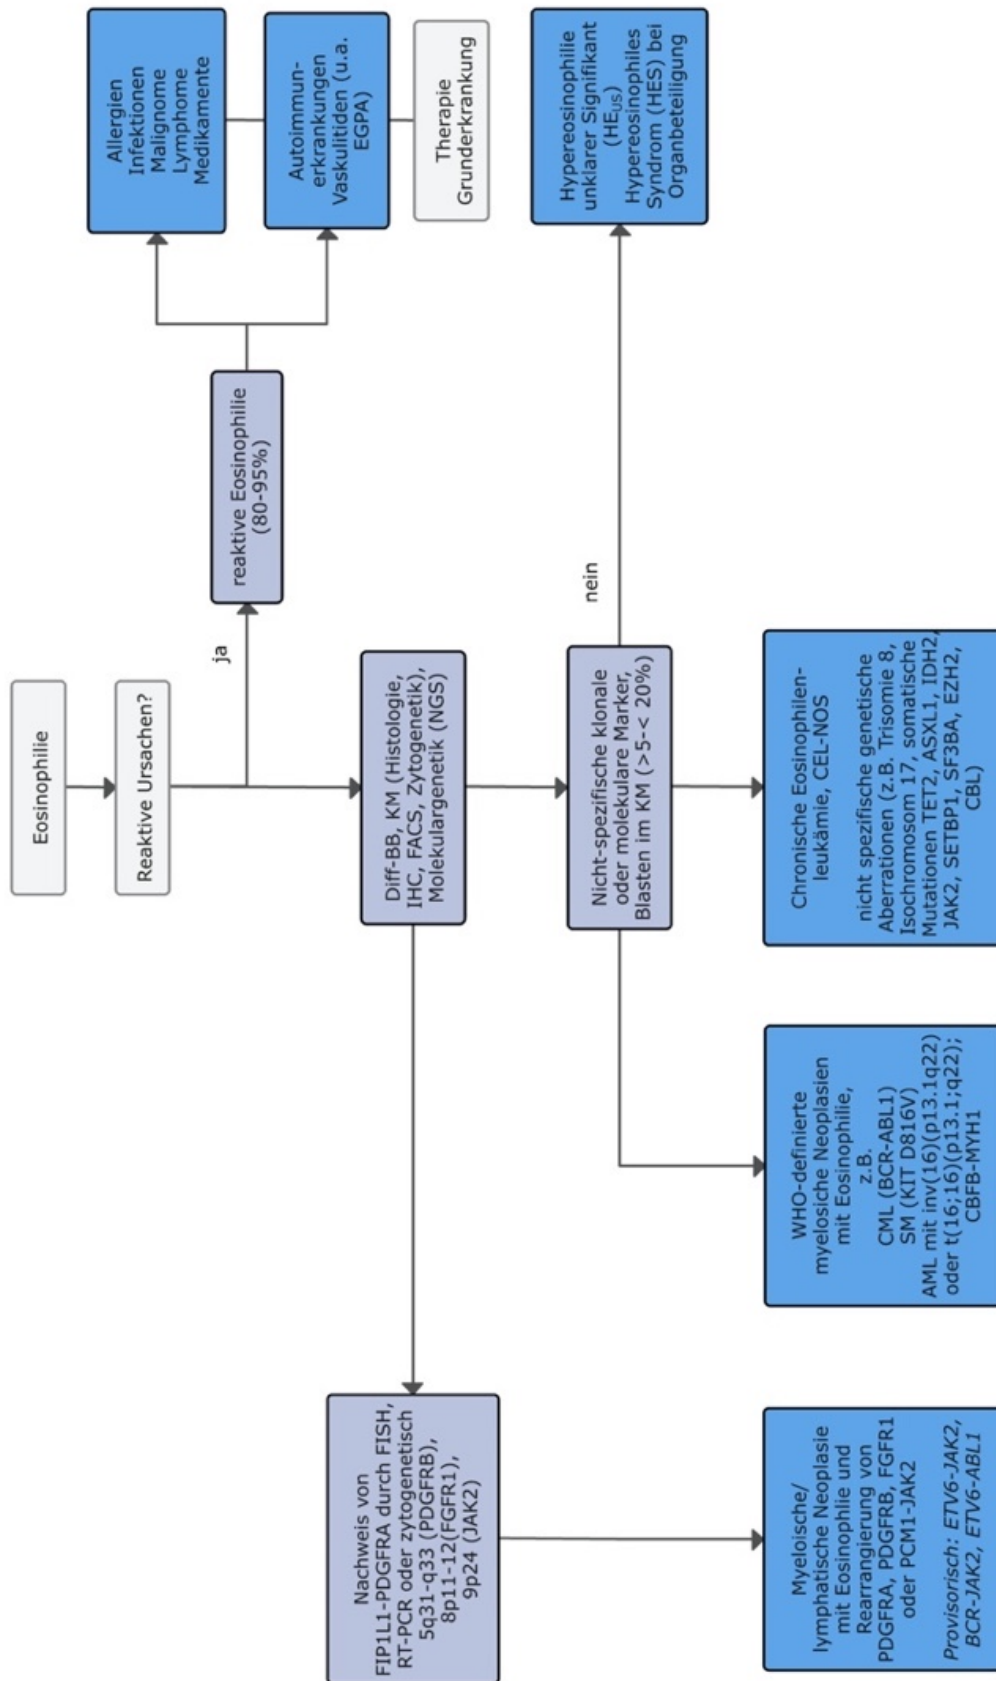 Eosinophilie
Reaktive Ursachen?
ja
reaktive Eosinophilie
(80-95%)
Allergien
Infektionen
Malignome
Lymphome
Medikamente
Autoimmun-
erkrankungen
Vaskulitiden (u.a.
EGPA)
Therapie
Grunderkrankung
Diff-BB, KM (Histologie,
IHC, FACS, Zytogenetik),
Molekulargenetik (NGS)
Nachweis von
FIP1L1-PDGFRA durch FISH,
RT-PCR oder zytogenetisch
5q31-q33 (PDGFRB),
8p11-12(FGFR1),
9p24 (JAK2)
Nicht-spezifische klonale
oder molekulare Marker,
Blasten im KM (>5-< 20%)
nein
Hypereosinophilie
unklarer Signifikant
(HEUS)
Hypereosinophiles
Syndrom (HES) bei
Organbeteiligung
Myeloische/
lymphatische Neoplasie
mit Eosinophlie und
Rearrangierung von
PDGFRA, PDGFRB, FGFR1
oder PCM1-JAK2
Provisorisch: ETV6-JAK2,
BCR-JAK2, ETV6-ABL1
WHO-definierte
myelosiche Neoplasien
mit Eosinophilie,
z.B.
CML (BCR-ABL1)
SM (KIT D816V)
AML mit inv(16)(p13.1q22)
oder t(16;16)(p13.1;q22);
CBFB-MYH1
Chronische Eosinophilen-
leukämie, CEL-NOS
nicht spezifische genetische
Aberrationen (z.B. Trisomie 8,
Isochromosom 17, somatische
Mutationen TET2, ASXL1, IDH2,
JAK2, SETBP1, SF3BA, EZH2,
CBL)